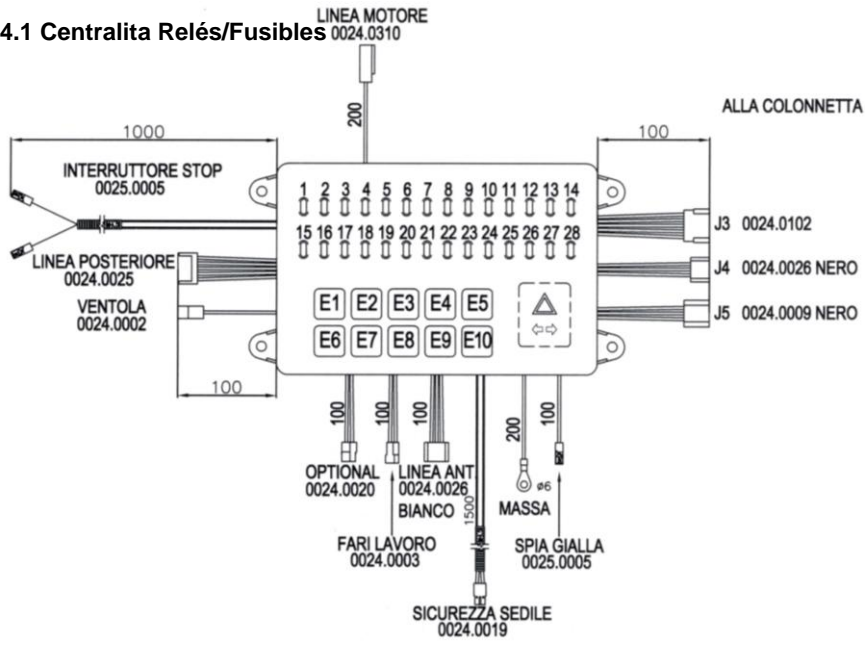 LINEA MOTORE
4.1 Centralita Relés/Fusibles 0024.0310
200
ALLA COLONNETTA
1000
100
INTERRUTTORE STOP
0025.0005
1 2 3 4 5 6 7 8 9 10 11 12 13 14
J3 0024.0102
15 16 17 18 19 20 21 22 23 24 25 26 27 28
LINEA POSTERIORE
0024.0025
J4 0024.0026 NERO
VENTOLA
0024.0002
E1 E2 E3 E4 E5
J5 0024.0009 NERO
E6 E7 E8 E9 E10
100
100
100
100
200
100
OPTIONAL
0024.0020
LINEA ANT.
0024.0026
BIANCO
ø6
MASSA
1500
FARI LAVORO
0024.0003
SPIA GIALLA
0025.0005
SICUREZZA SEDILE
0024.0019